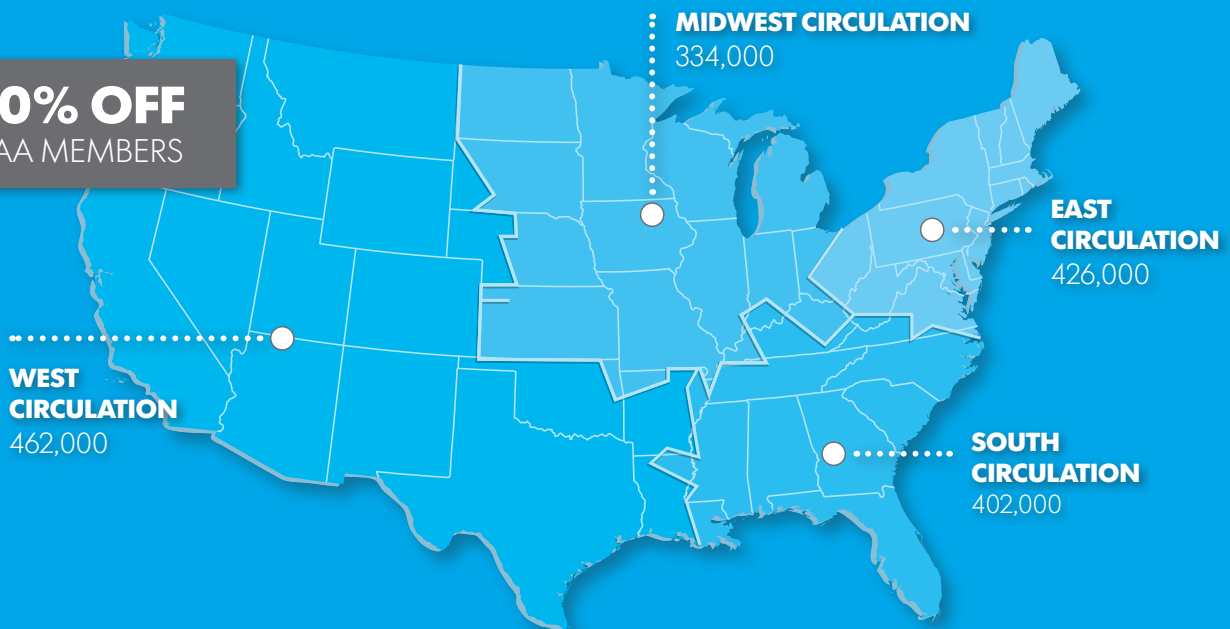 MIDWEST CIRCULATION
334,000
0% OFF
AA MEMBERS
EAST
CIRCULATION
426,000
WEST
CIRCULATION
462,000
SOUTH
CIRCULATION
402,000